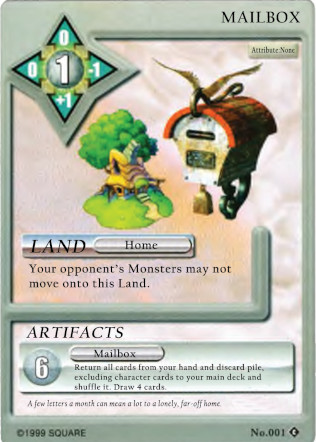 MAILBOX
Attribute:None
0
0 1 -1
+1
LAND Home
Your opponent's Monsters may not
move onto this Land.
ARTIFACTS
6 Mailbox
Return all cards from your hand and discard pile,
excluding character cards to your main deck and
shuffle it. Draw 4 cards.
A few letters a month can mean a lot to a lonely, far-off home.
©1999 SQUARE No.001